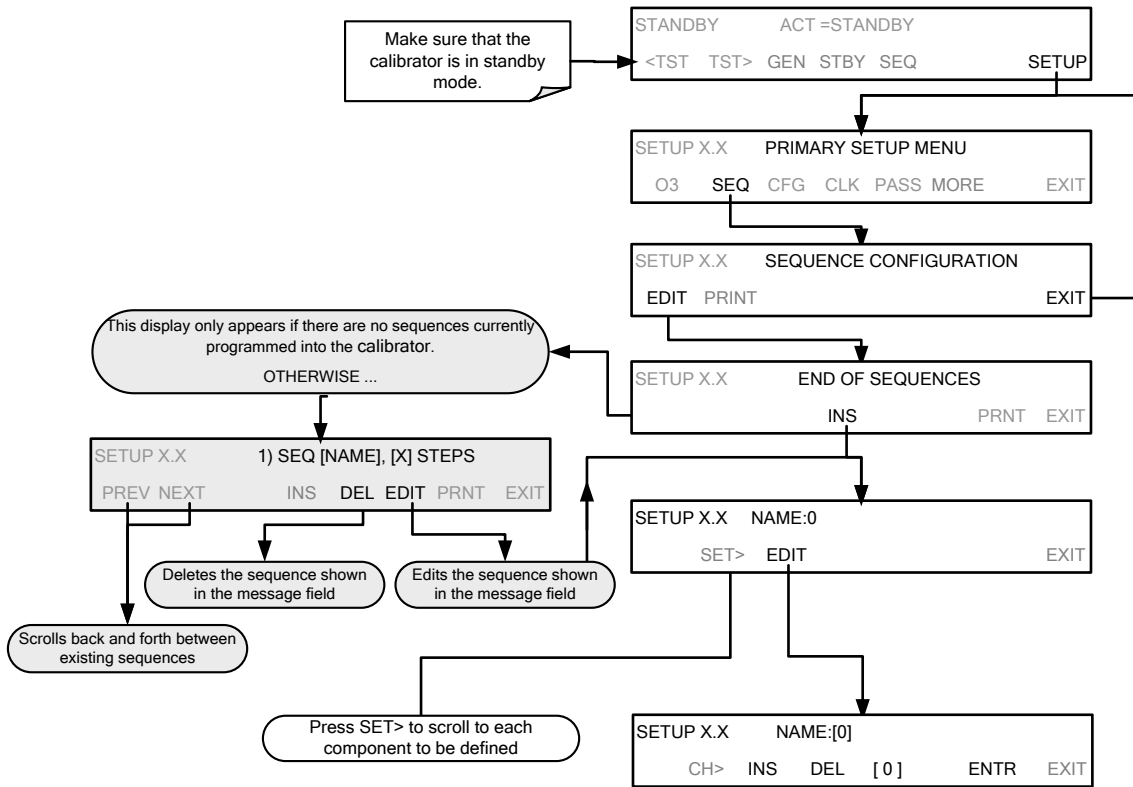 Make sure that the
calibrator is in standby
mode.
STANDBY ACT =STANDBY
<TST TST> GEN STBY SEQ SETUP
SETUP X.X PRIMARY SETUP MENU
O3 SEQ CFG CLK PASS MORE EXIT
SETUP X.X SEQUENCE CONFIGURATION
EDIT PRINT EXIT
This display only appears if there are no sequences currently
programmed into the calibrator.
OTHERWISE ...
SETUP X.X END OF SEQUENCES
INS PRNT EXIT
SETUP X.X 1) SEQ [NAME], [X] STEPS
PREV NEXT INS DEL EDIT PRNT EXIT
Deletes the sequence shown
in the message field
Edits the sequence shown
in the message field
Scrolls back and forth between
existing sequences
SETUP X.X NAME:0
SET> EDIT EXIT
Press SET> to scroll to each
component to be defined
SETUP X.X NAME:[0]
CH> INS DEL [ 0 ] ENTR EXIT